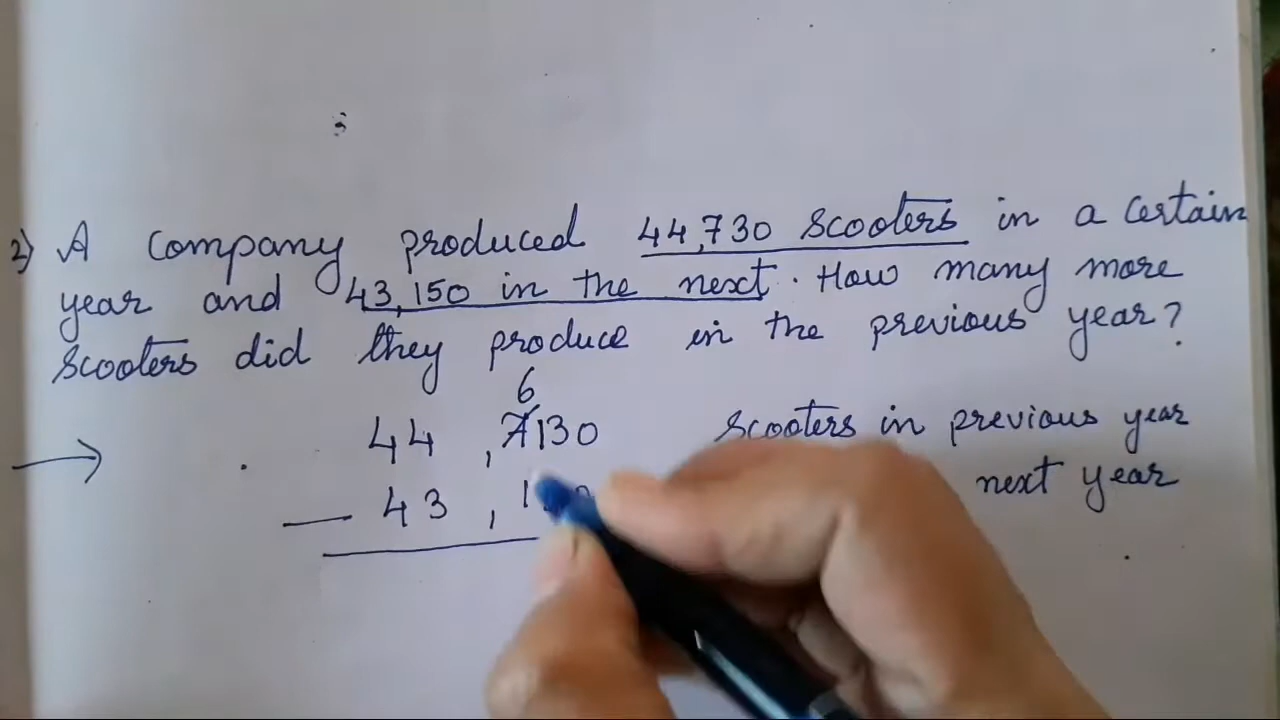 2) A company produced 44,730 scooters in a certain
year and 43,150 in the next. How many more
scooters did they produce in the previous year?
6
44,7130 scooters in previous year
— 43,1 0 next year